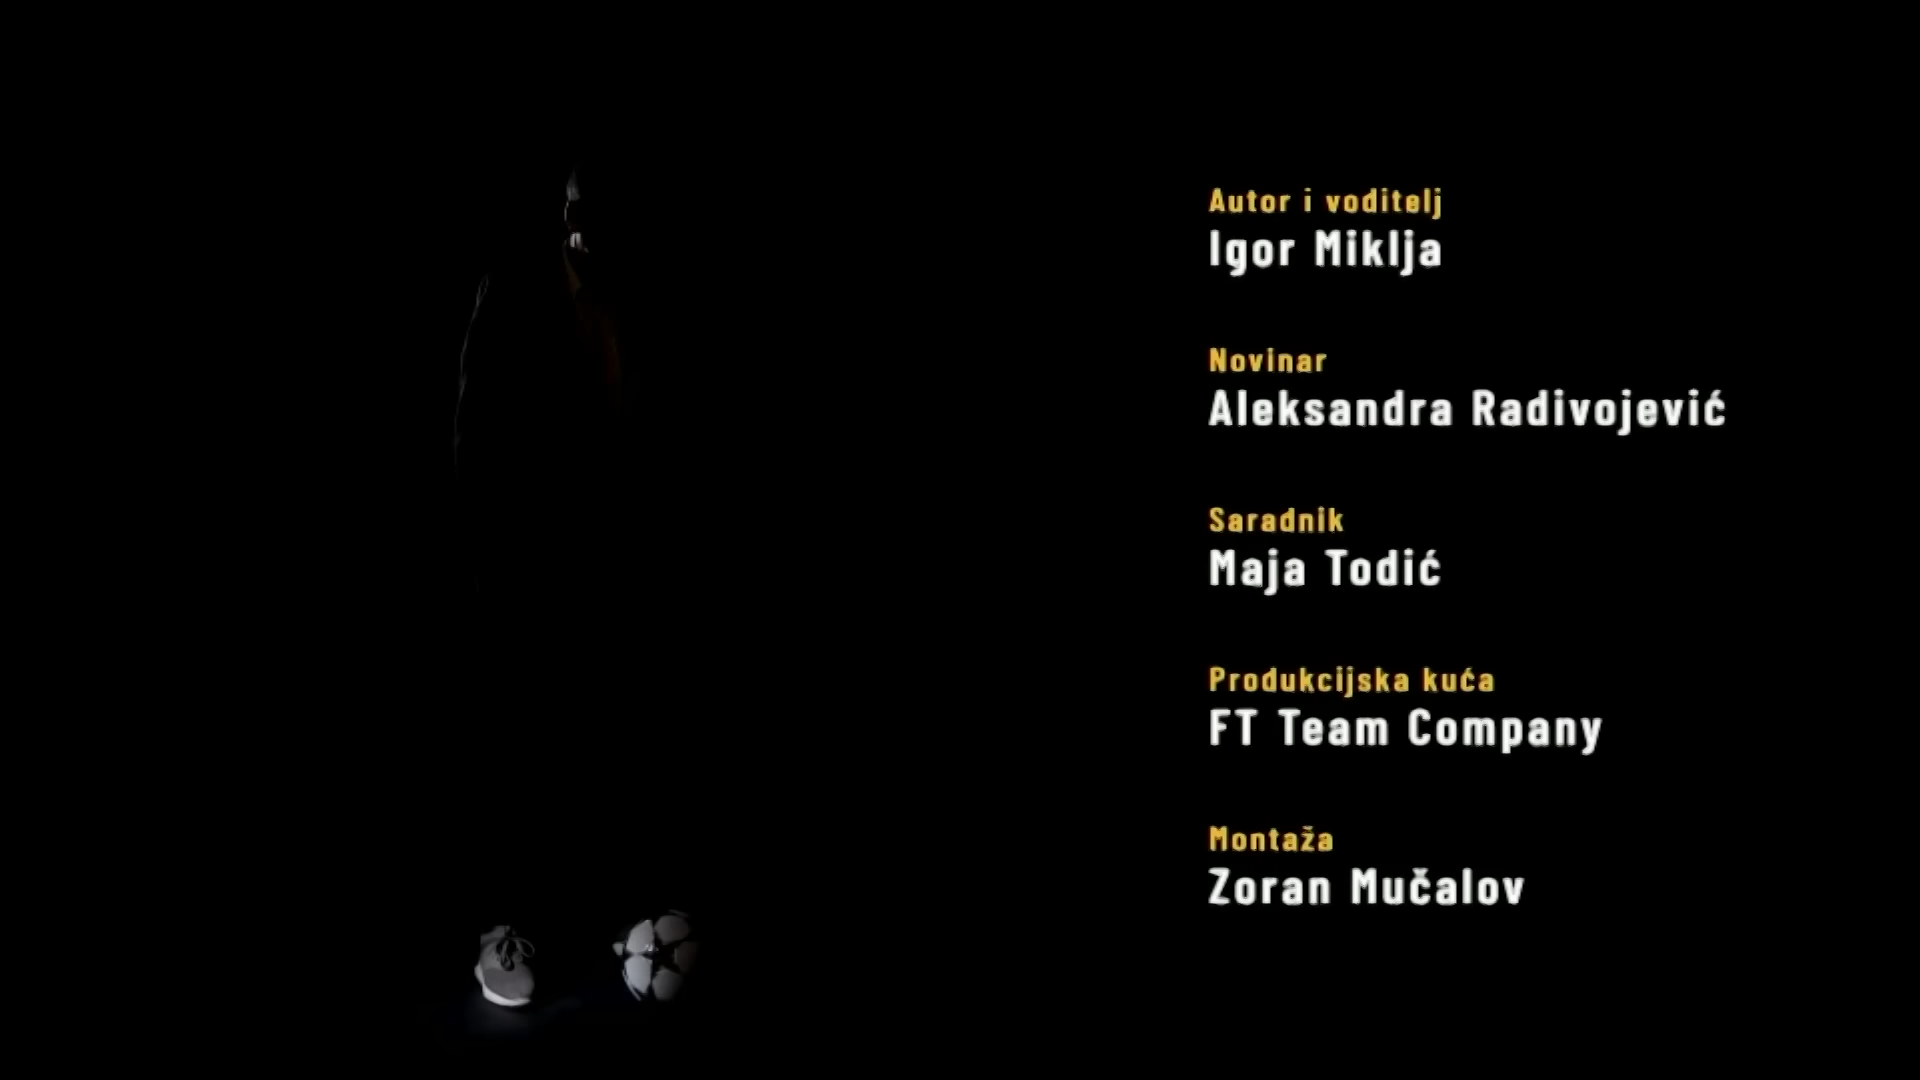 Autor i voditelj
Igor Miklja
Novinar
Aleksandra Radivojević
Saradnik
Maja Todić
Produkcijska kuća
FT Team Company
Montaža
Zoran Mučalov